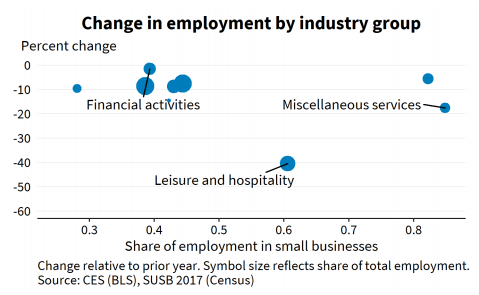 Change in employment by industry group
Percent change
0
-10
-20
-30
-40
-50
-60
Financial activities
Miscellaneous services
Leisure and hospitality
0.3 0.4 0.5 0.6 0.7 0.8
Share of employment in small businesses
Change relative to prior year. Symbol size reflects share of total employment.
Source: CES (BLS), SUSB 2017 (Census)